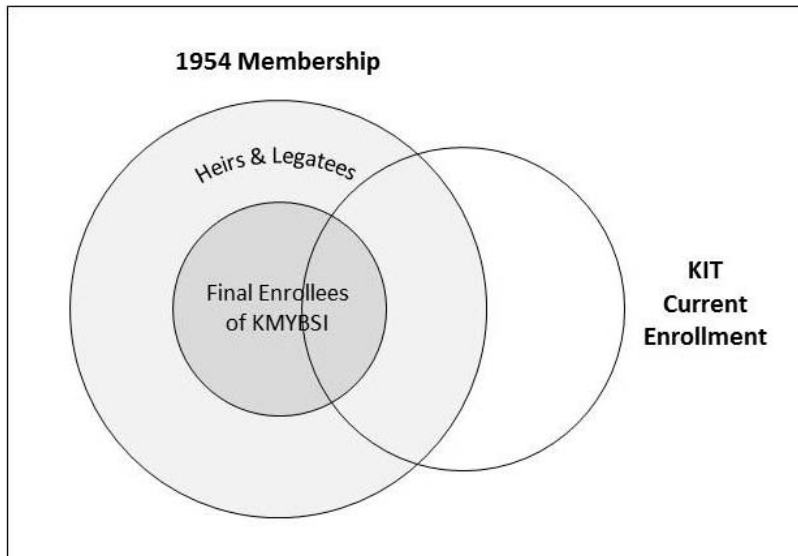 1954 Membership
Heirs & Legatees
Final Enrollees
of KMYBSI
KIT
Current
Enrollment